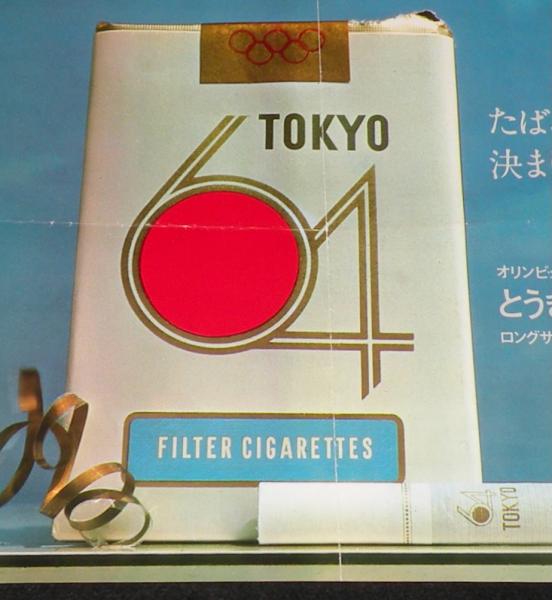 TOKYO
64
FILTER CIGARETTES
64 TOKYO
たば
決ま
オリンピッ
とうき
ロングサ